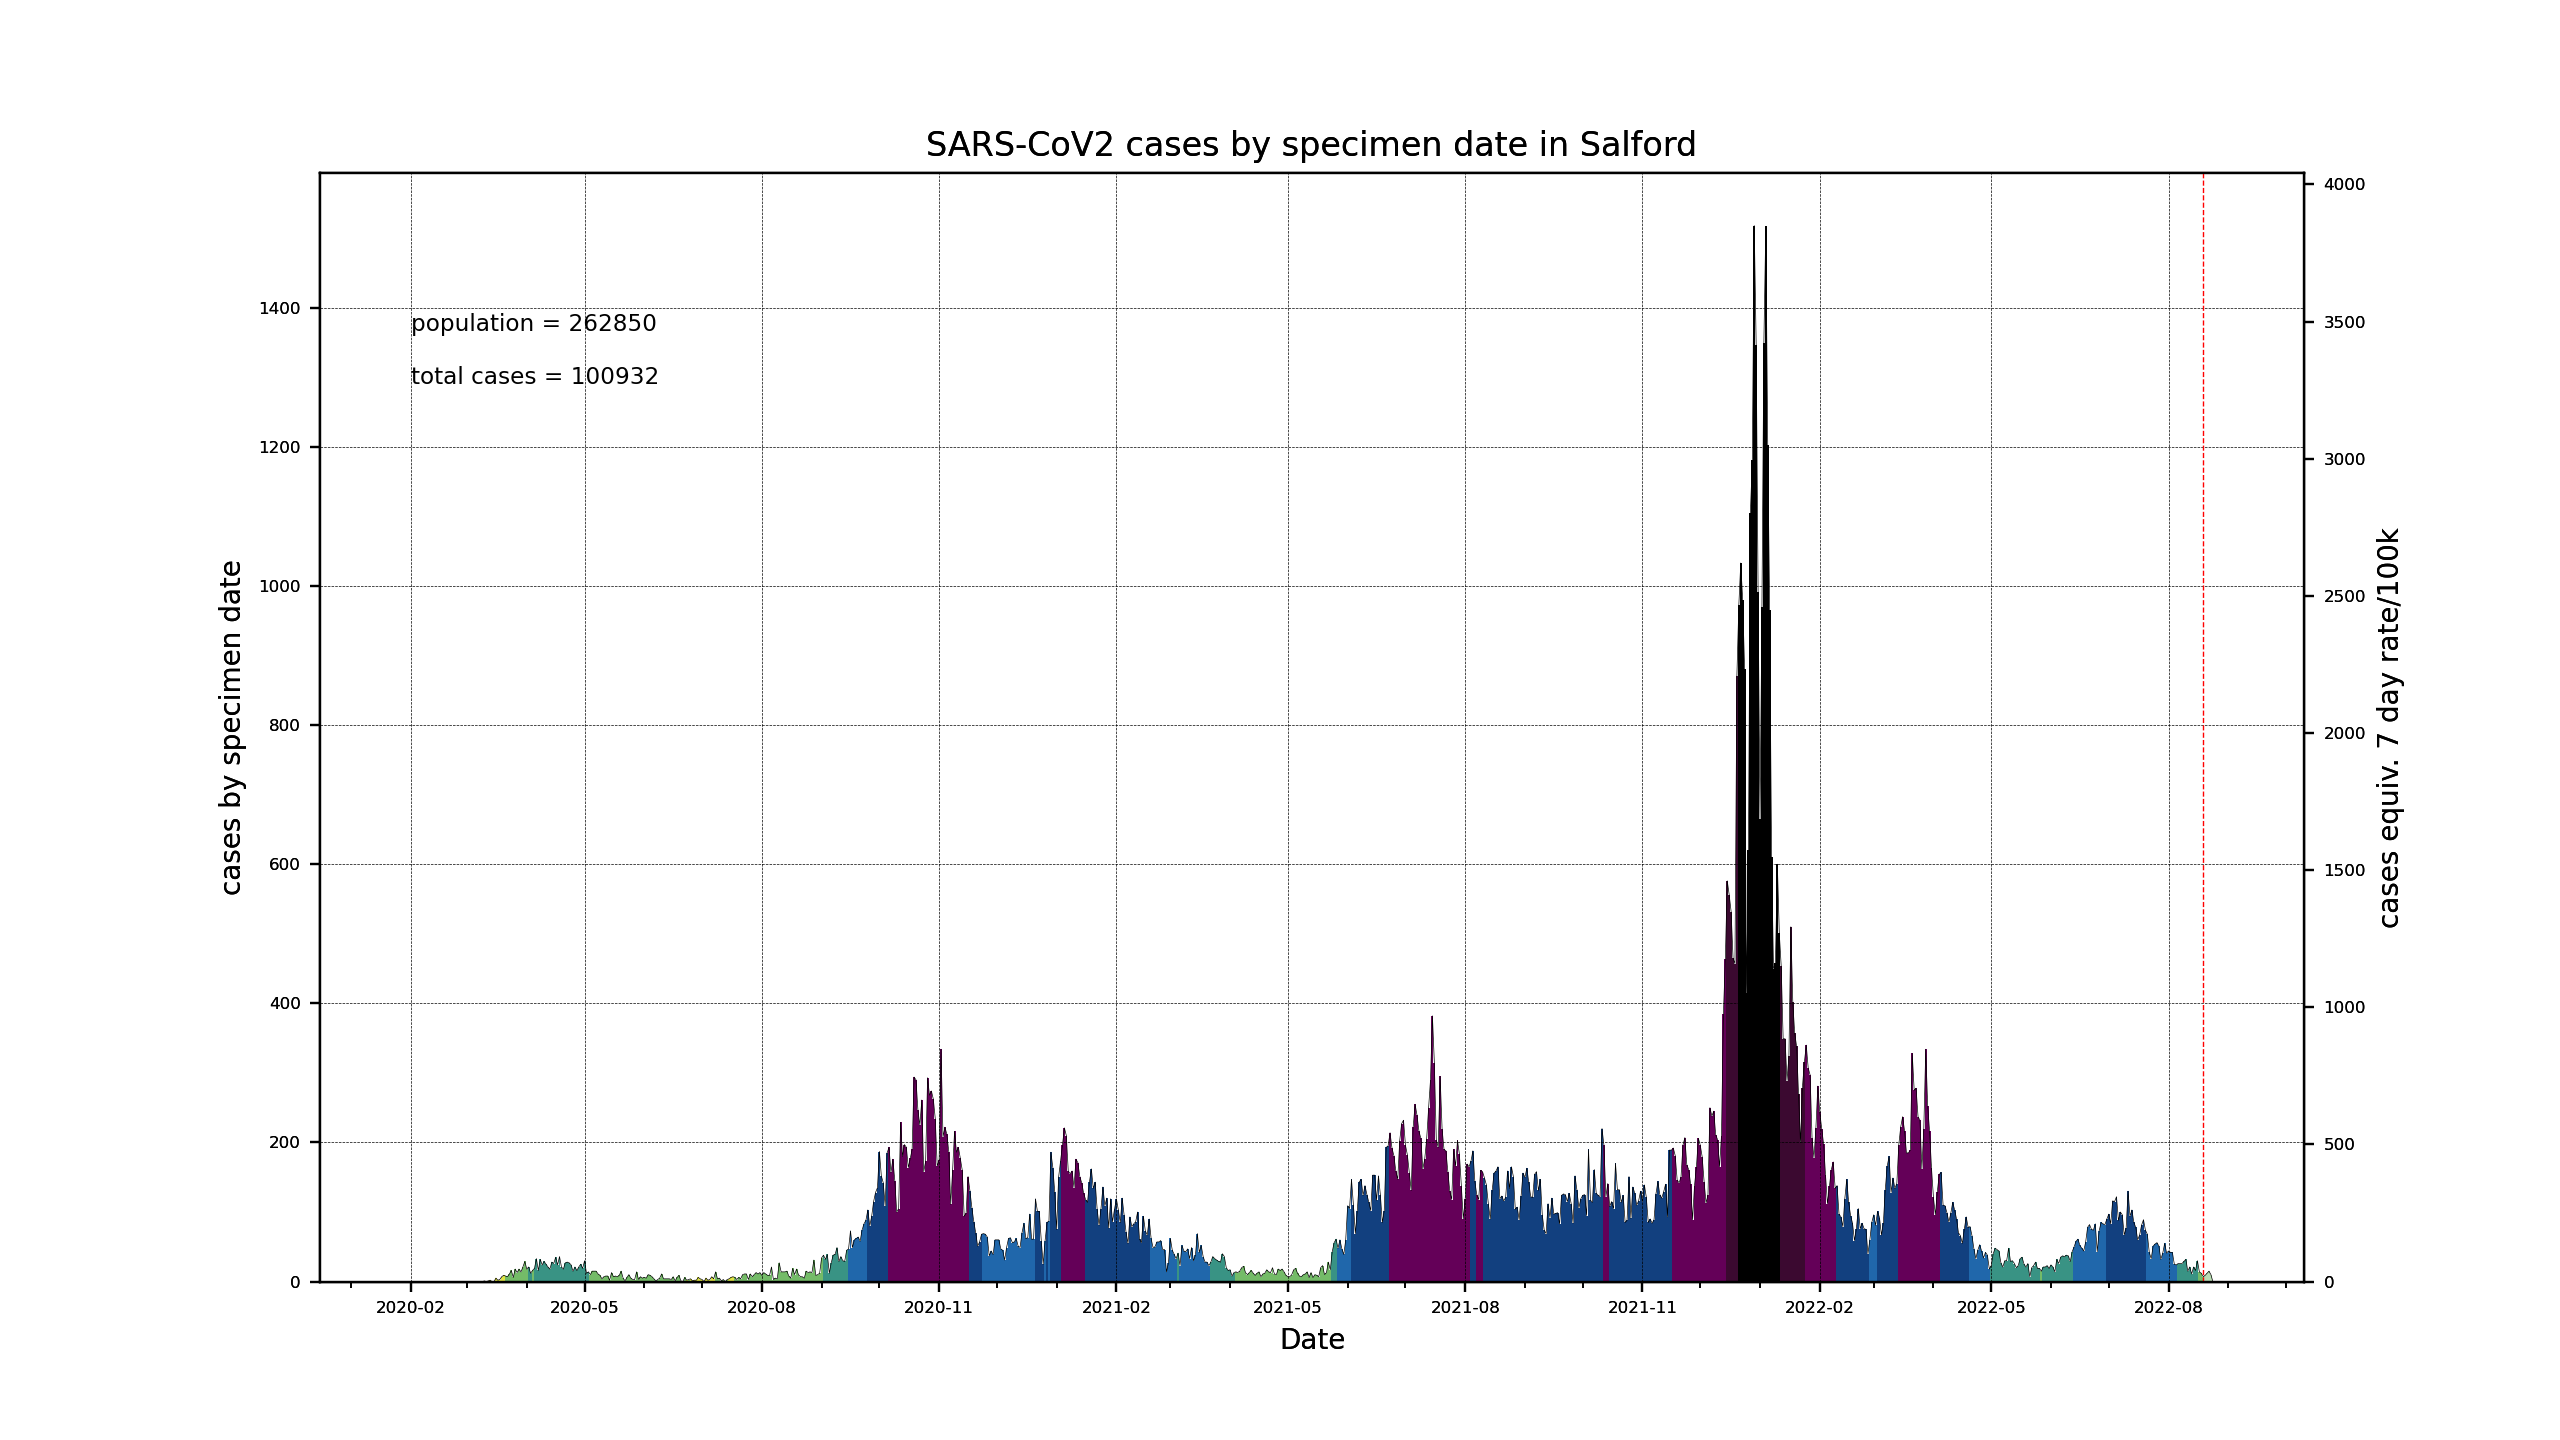 SARS-CoV2 cases by specimen date in Salford
population = 262850
total cases = 100932
cases by specimen date
1400
1200
1000
800
600
400
200
0
4000
3500
3000
2500
2000
1500
1000
500
0
cases equiv. 7 day rate/100k
2020-02 2020-05 2020-08 2020-11 2021-02 2021-05 2021-08 2021-11 2022-02 2022-05 2022-08
Date